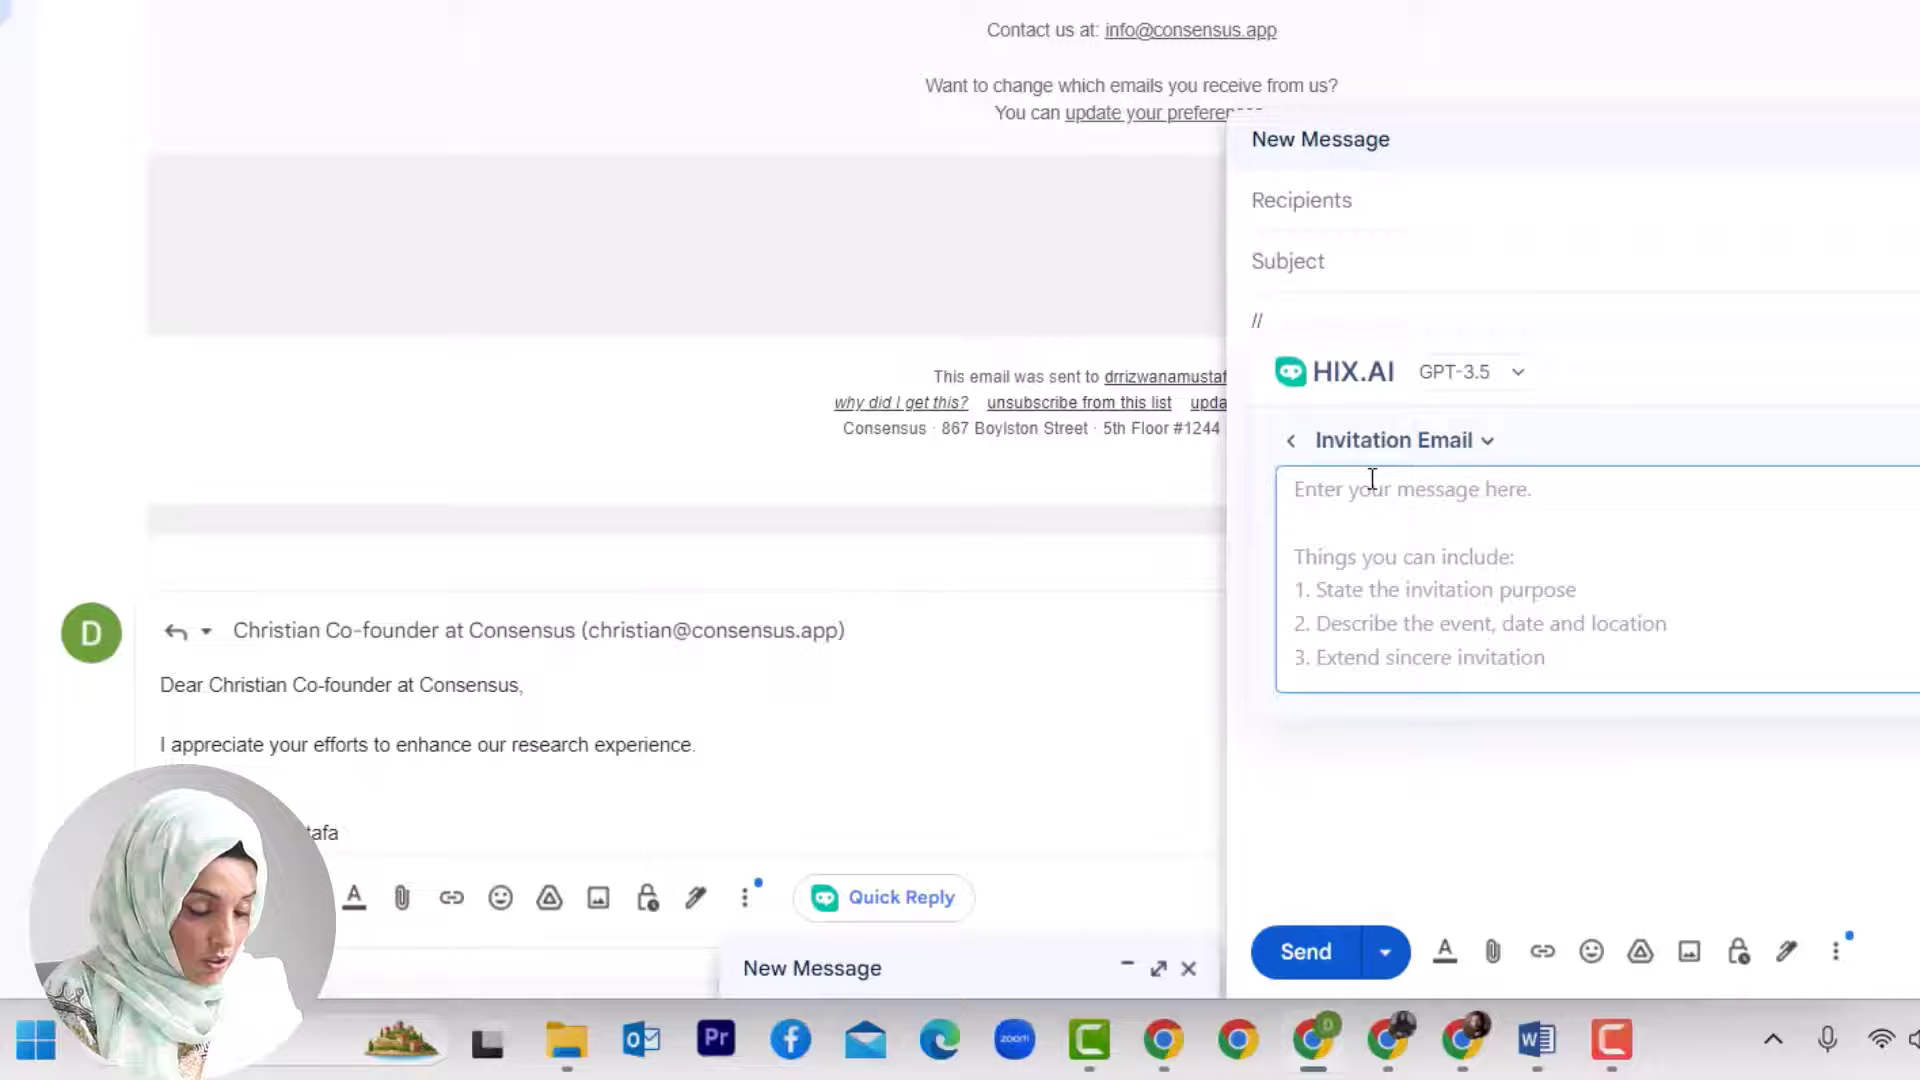 Contact us at: info@consensus.app
Want to change which emails you receive from us?
You can update your preferences
New Message
Recipients
Subject
//
HIX.AI GPT-3.5
Invitation Email
Enter your message here.
Things you can include:
1. State the invitation purpose
2. Describe the event, date and location
3. Extend sincere invitation
This email was sent to drrizwanamustaf
why did I get this? unsubscribe from this list upda
Consensus · 867 Boylston Street · 5th Floor #1244
D
Christian Co-founder at Consensus (christian@consensus.app)
Dear Christian Co-founder at Consensus,
I appreciate your efforts to enhance our research experience.
tafa
Quick Reply
New Message
Send
Pr
zoom
D
W